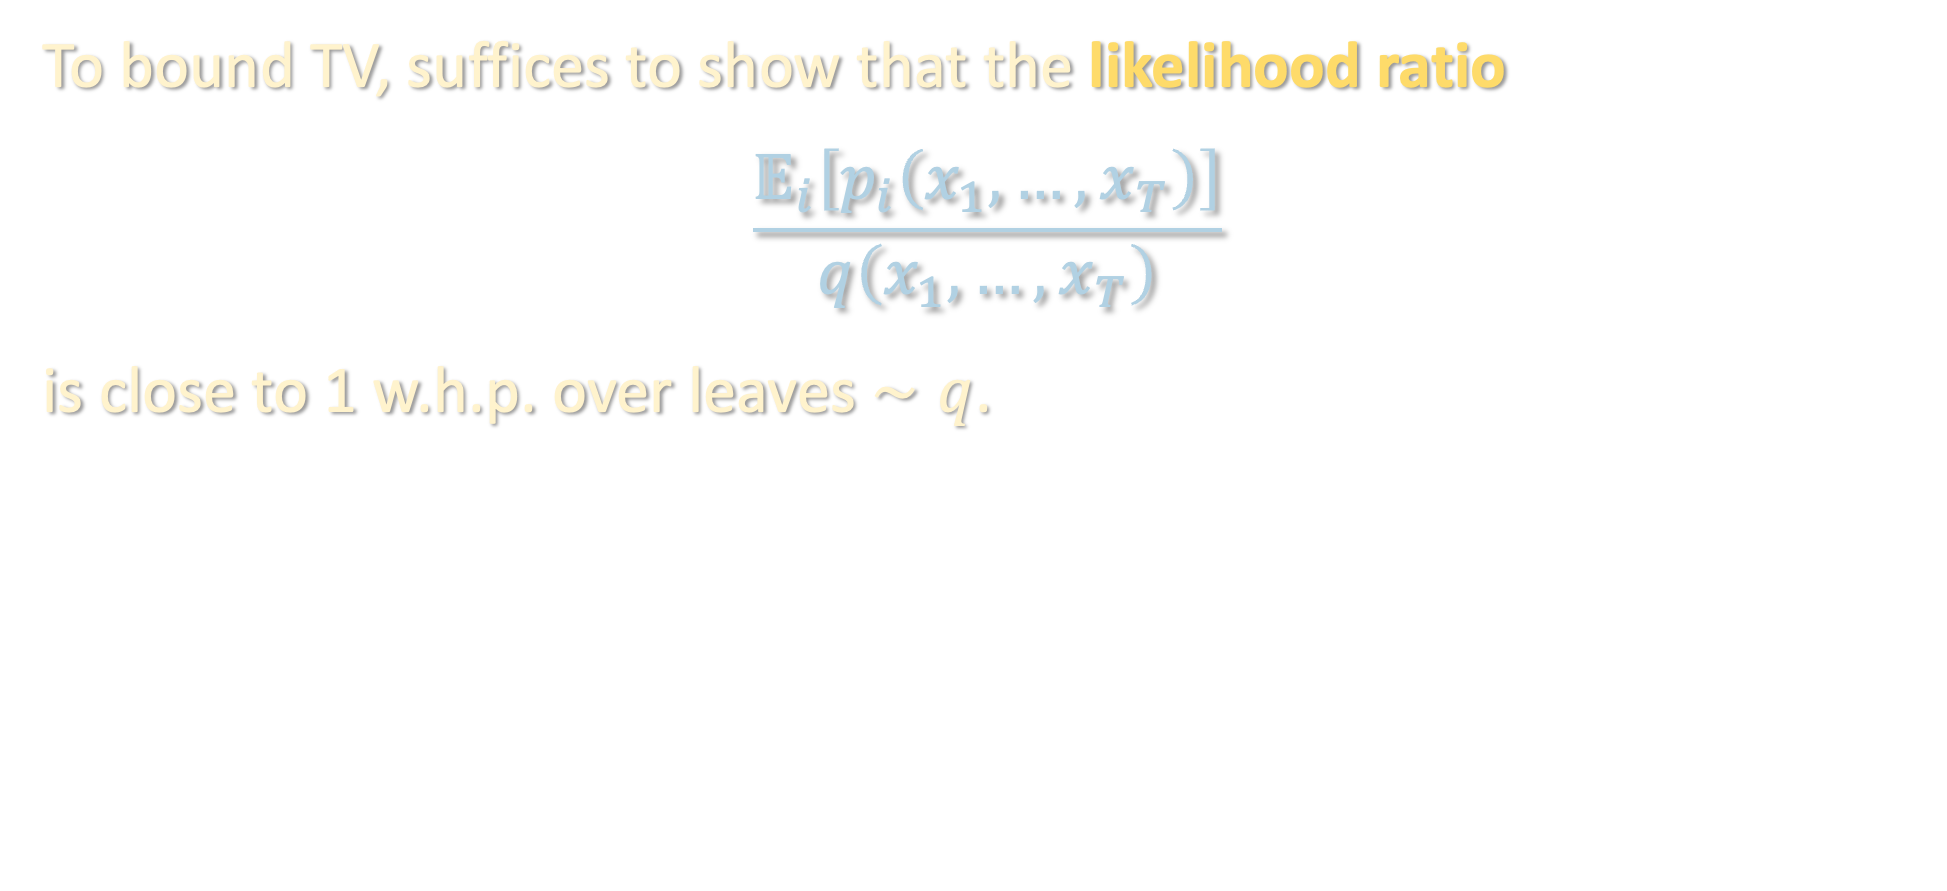 To bound TV, suffices to show that the likelihood ratio
𝔼ᵢ[pᵢ(x₁, … , x_T)]
q(x₁, … , x_T)
is close to 1 w.h.p. over leaves ~ q.